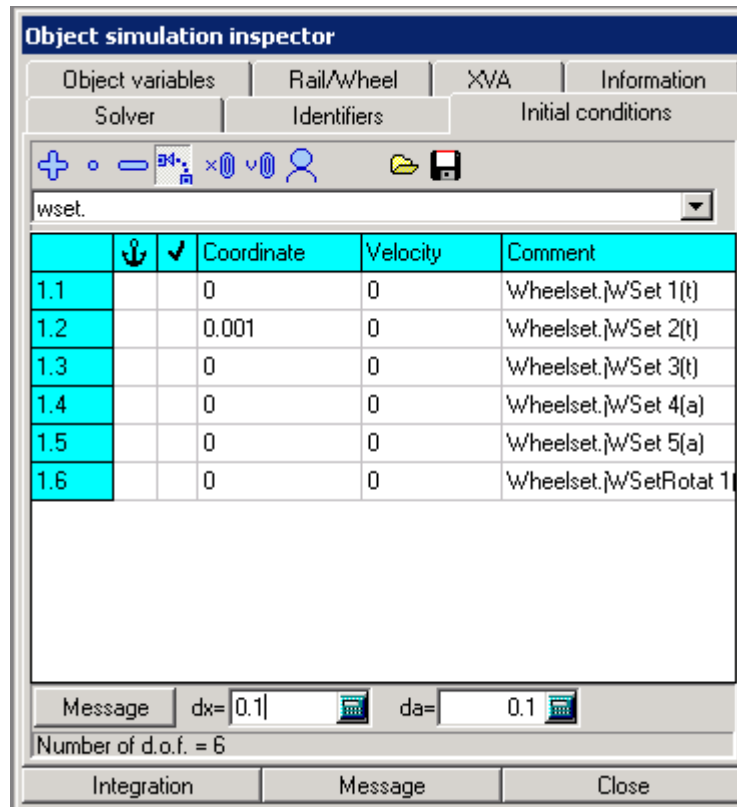 Object simulation inspector
Object variables Rail/Wheel XVA Information
Solver Identifiers Initial conditions
wset.
Coordinate Velocity Comment
1.1 0 0 Wheelset.jWSet 1(t)
1.2 0.001 0 Wheelset.jWSet 2(t)
1.3 0 0 Wheelset.jWSet 3(t)
1.4 0 0 Wheelset.jWSet 4(a)
1.5 0 0 Wheelset.jWSet 5(a)
1.6 0 0 Wheelset.jWSetRotat 1(
Message dx= 0.1 da= 0.1
Number of d.o.f. = 6
Integration Message Close